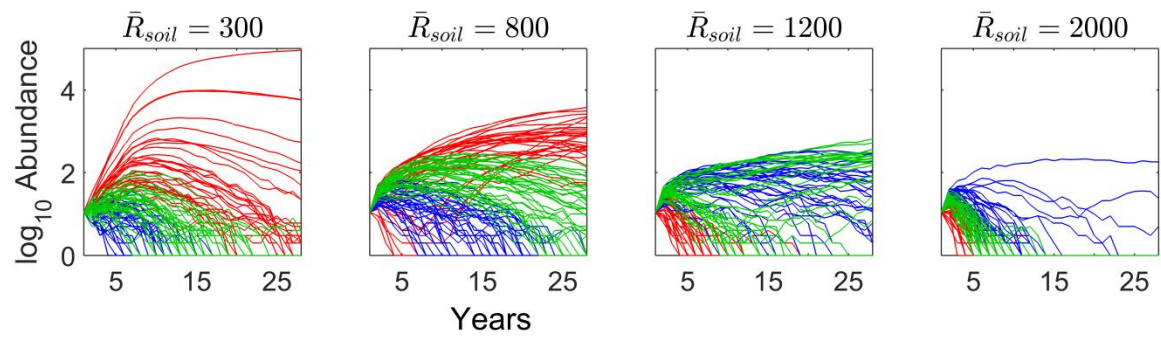 R̄soil = 300
R̄soil = 800
R̄soil = 1200
R̄soil = 2000
log10 Abundance
4
2
0
5 15 25
5 15 25
5 15 25
5 15 25
Years